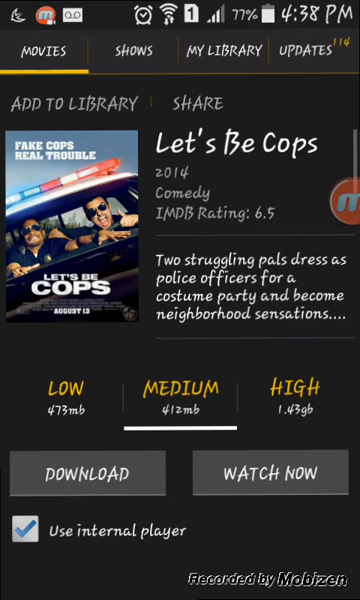 77% 4:38 PM
MOVIES SHOWS MY LIBRARY UPDATES 114
ADD TO LIBRARY SHARE
FAKE COPS
REAL TROUBLE
LET'S BE
COPS
AUGUST 13
Let's Be Cops
2014
Comedy
IMDB Rating: 6.5
Two struggling pals dress as
police officers for a
costume party and become
neighborhood sensations....
LOW MEDIUM HIGH
473mb 412mb 1.43gb
DOWNLOAD WATCH NOW
Use internal player
Recorded by Mobizen